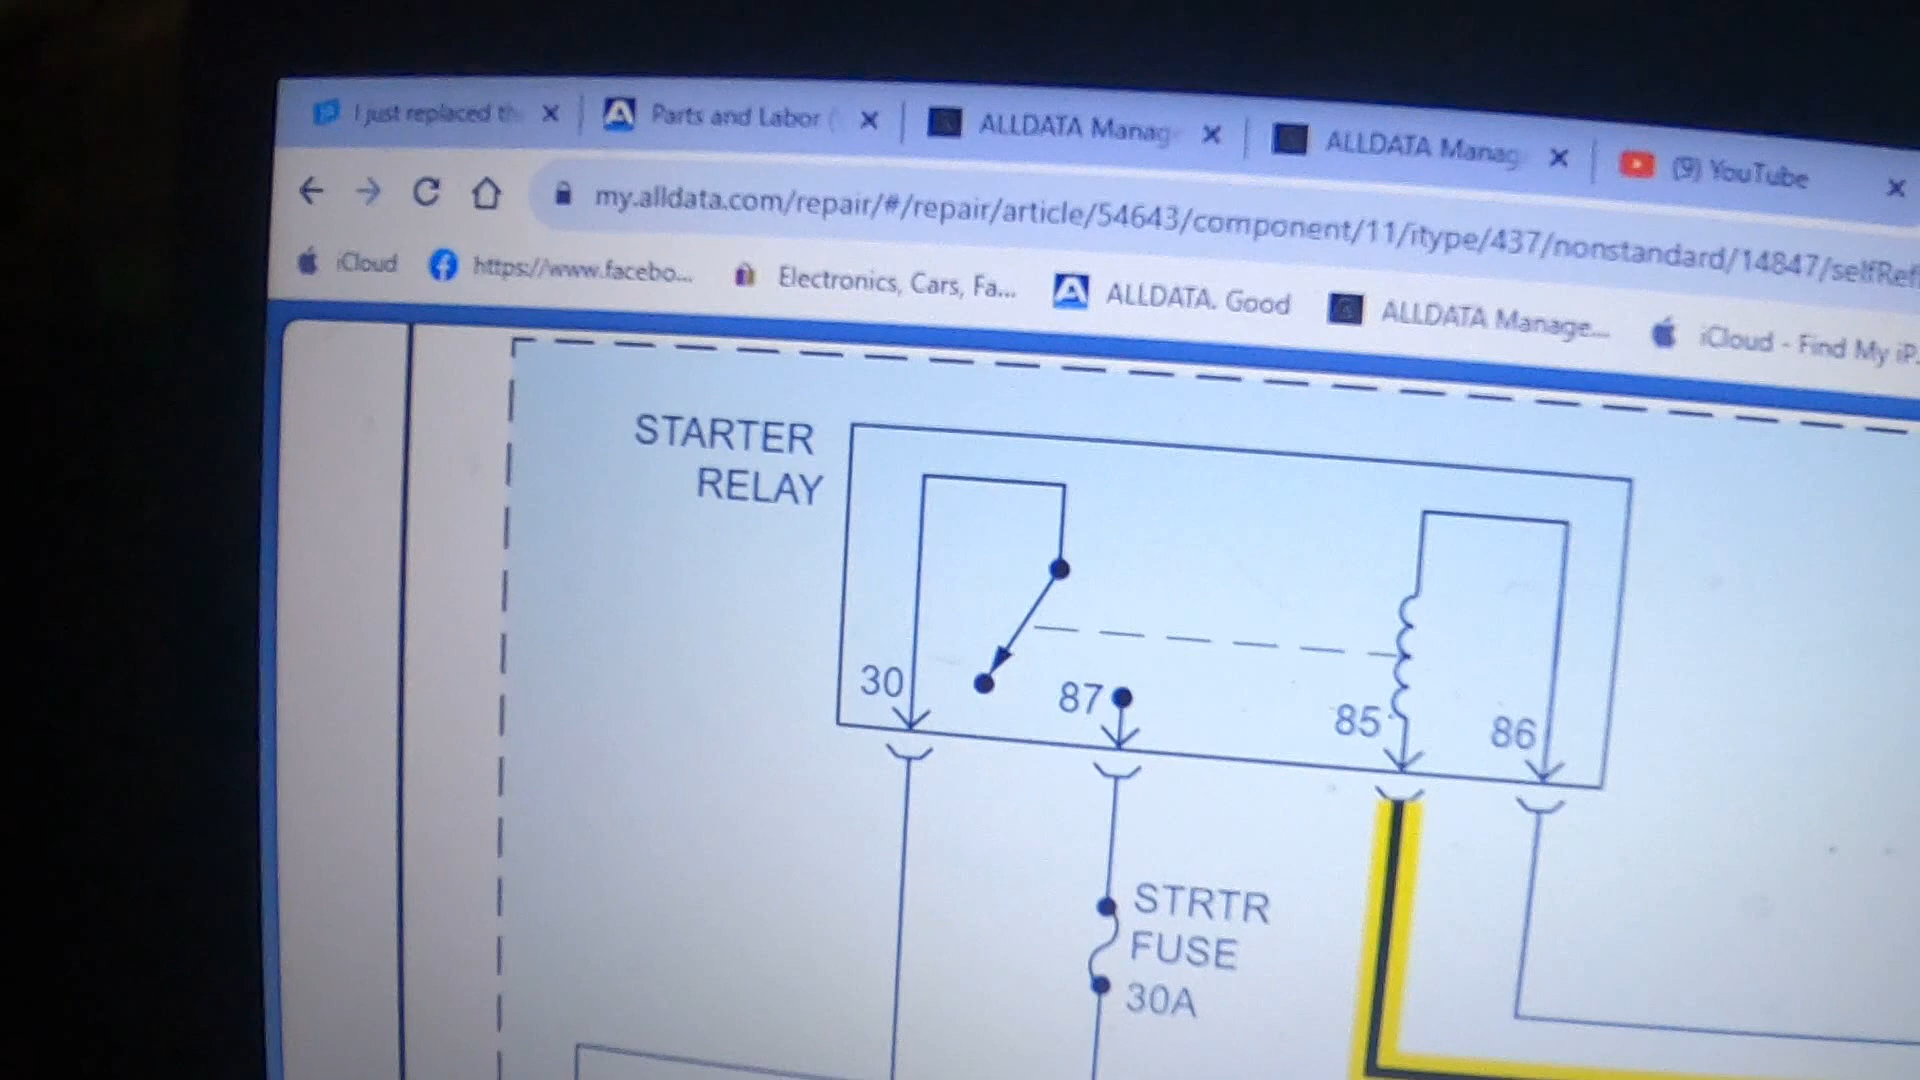 I just replaced th
Parts and Labor (
ALLDATA Manag
ALLDATA Manag
(9) YouTube
my.alldata.com/repair/#/repair/article/54643/component/11/itype/437/nonstandard/14847/selfRef
iCloud
https://www.facebo...
Electronics, Cars, Fa...
ALLDATA. Good
ALLDATA Manage...
iCloud - Find My iP
STARTER
RELAY
30
87
85
86
STRTR
FUSE
30A